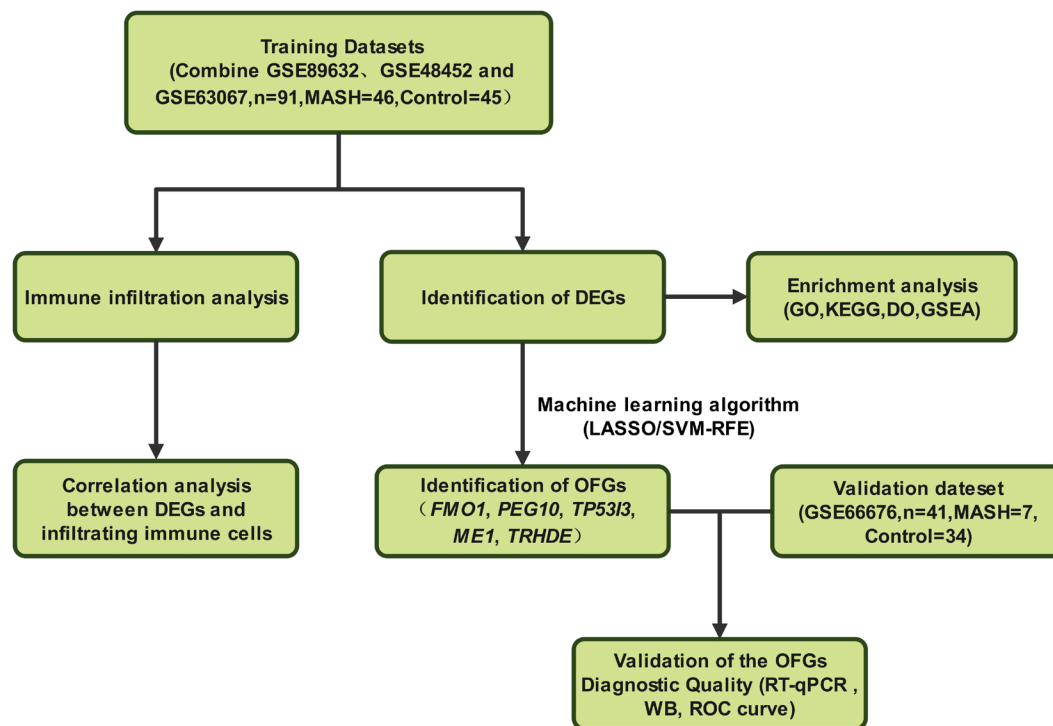 Training Datasets
(Combine GSE89632、GSE48452 and
GSE63067,n=91,MASH=46,Control=45）
Immune infiltration analysis
Identification of DEGs
Enrichment analysis
(GO,KEGG,DO,GSEA)
Machine learning algorithm
(LASSO/SVM-RFE)
Correlation analysis
between DEGs and
infiltrating immune cells
Identification of OFGs
（FMO1, PEG10, TP53I3,
ME1, TRHDE）
Validation dateset
(GSE66676,n=41,MASH=7,
Control=34)
Validation of the OFGs
Diagnostic Quality (RT-qPCR ,
WB, ROC curve)